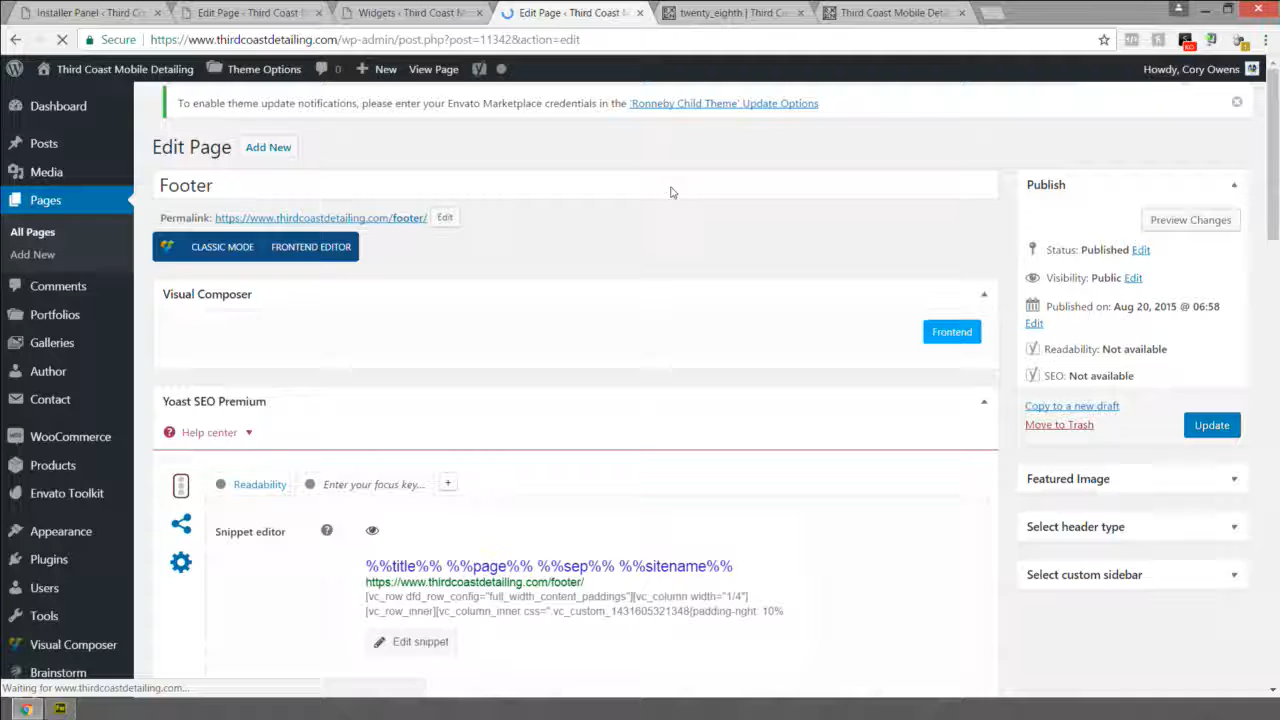 Installer Panel < Third Co
Edit Page < Third Coast M
Widgets < Third Coast M
Edit Page < Third Coast M
twenty_eighth | Third C
Third Coast Mobile Deta
Secure
https://www.thirdcoastdetailing.com/wp-admin/post.php?post=11342&action=edit
Third Coast Mobile Detailing
Theme Options
0
New
View Page
Howdy, Cory Owens
Dashboard
Posts
Media
Pages
All Pages
Add New
Comments
Portfolios
Galleries
Author
Contact
WooCommerce
Products
Envato Toolkit
Appearance
Plugins
Users
Tools
Visual Composer
Brainstorm
To enable theme update notifications, please enter your Envato Marketplace credentials in the 'Ronneby Child Theme' Update Options
Edit Page
Add New
Footer
Permalink: https://www.thirdcoastdetailing.com/footer/ Edit
CLASSIC MODE
FRONTEND EDITOR
Visual Composer
Frontend
Yoast SEO Premium
Help center
Readability
Enter your focus key...
+
Snippet editor
%%title%% %%page%% %%sep%% %%sitename%%
https://www.thirdcoastdetailing.com/footer/
[vc_row dfd_row_config="full_width_content_paddings"][vc_column width="1/4"]
[vc_row_inner][vc_column_inner css=".vc_custom_1431605321348{padding-right: 10%
Edit snippet
Publish
Preview Changes
Status: Published Edit
Visibility: Public Edit
Published on: Aug 20, 2015 @ 06:58
Edit
Readability: Not available
SEO: Not available
Copy to a new draft
Move to Trash
Update
Featured Image
Select header type
Select custom sidebar
Waiting for www.thirdcoastdetailing.com...